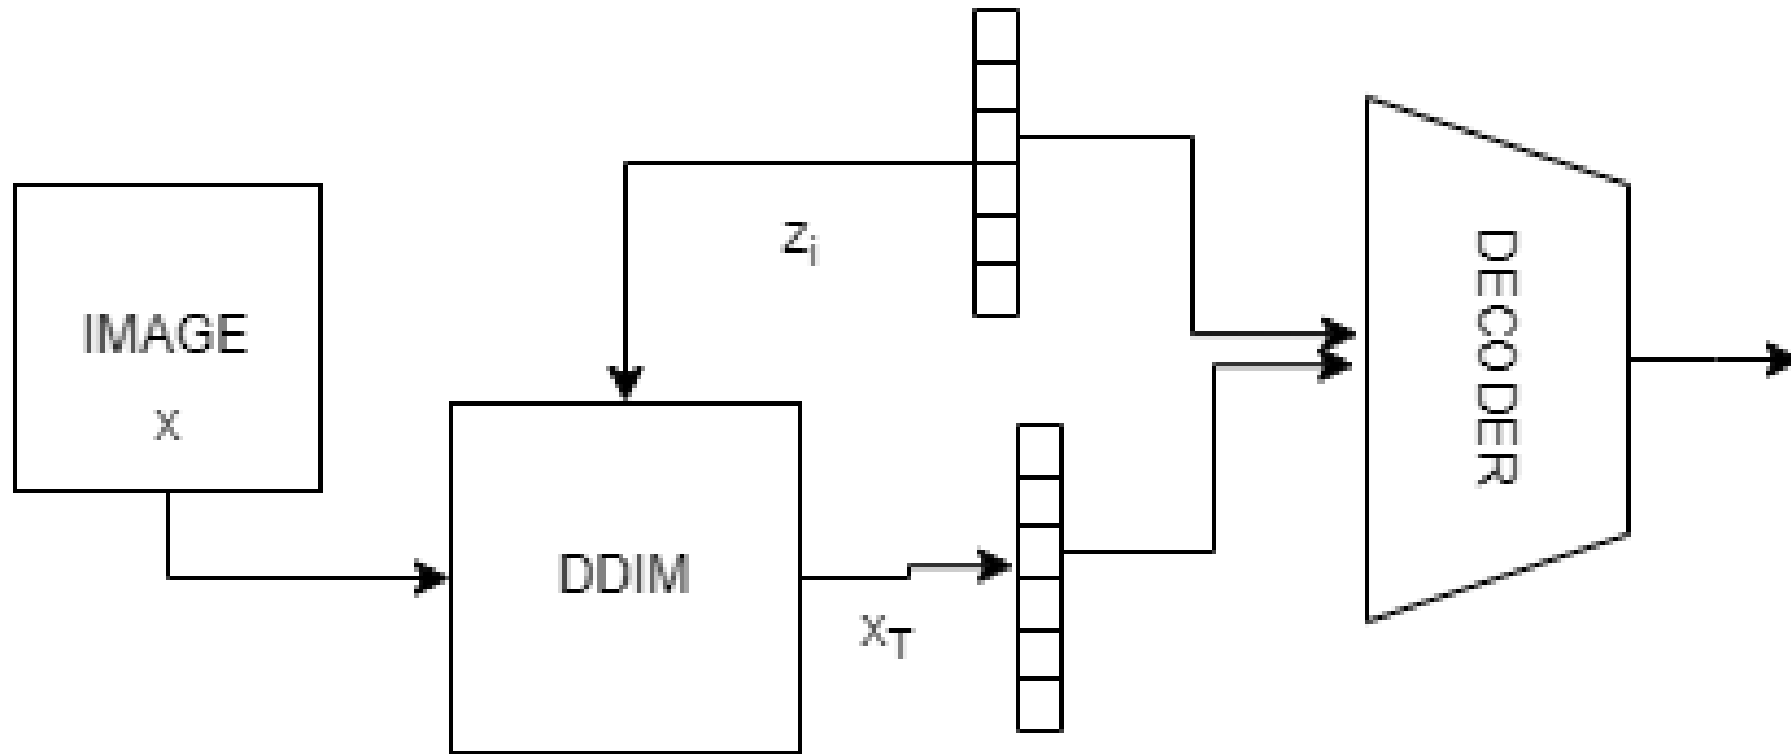 z_i
IMAGE
x
DDIM
x_T
DECODER